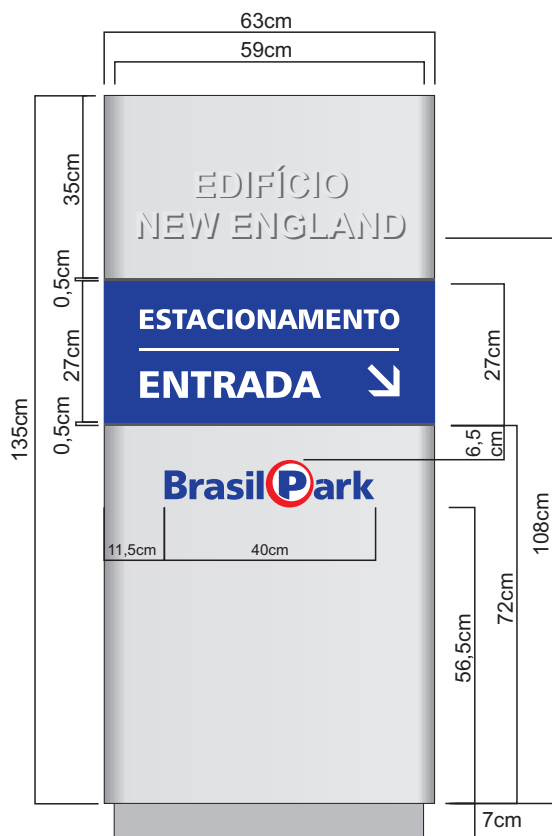 63cm
59cm
35cm
EDIFÍCIO
NEW ENGLAND
0,5cm
ESTACIONAMENTO
27cm
27cm
ENTRADA
135cm
0,5cm
6,5
cm
BrasilPark
108cm
11,5cm
40cm
72cm
56,5cm
7cm